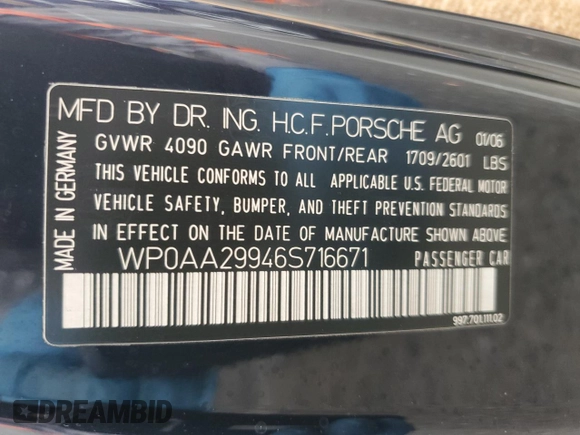 MFD BY DR. ING. H.C.F. PORSCHE AG 01/06
GVWR 4090 GAWR FRONT/REAR 1709/2601 LBS
THIS VEHICLE CONFORMS TO ALL APPLICABLE U.S. FEDERAL MOTOR
VEHICLE SAFETY, BUMPER, AND THEFT PREVENTION STANDARDS
IN EFFECT ON THE DATE OF MANUFACTURE SHOWN ABOVE.
WP0AA29946S716671 PASSENGER CAR
MADE IN GERMANY
997.701.111.02
DREAMBID